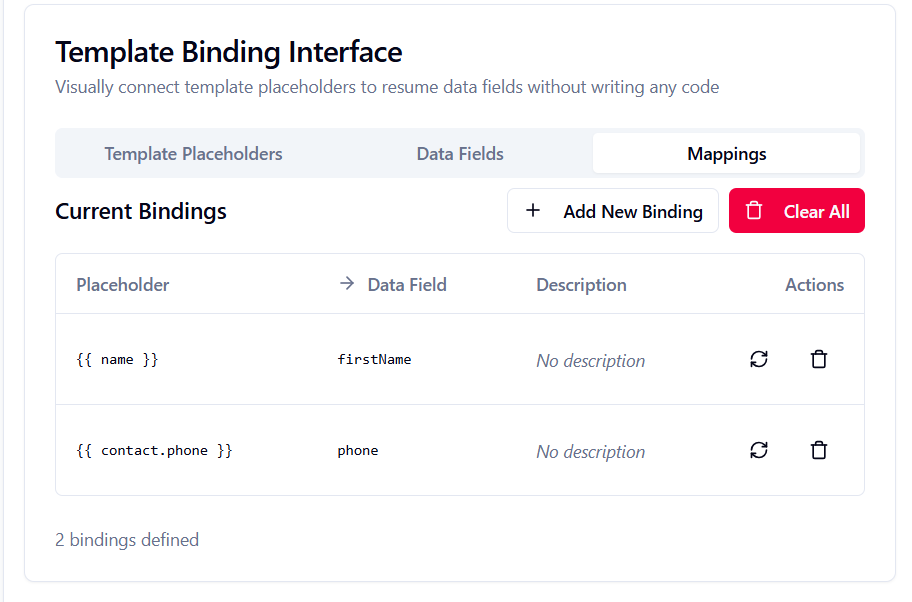 Template Binding Interface
Visually connect template placeholders to resume data fields without writing any code
Template Placeholders Data Fields Mappings
Current Bindings + Add New Binding Clear All
Placeholder → Data Field Description Actions
{{ name }} firstName No description
{{ contact.phone }} phone No description
2 bindings defined